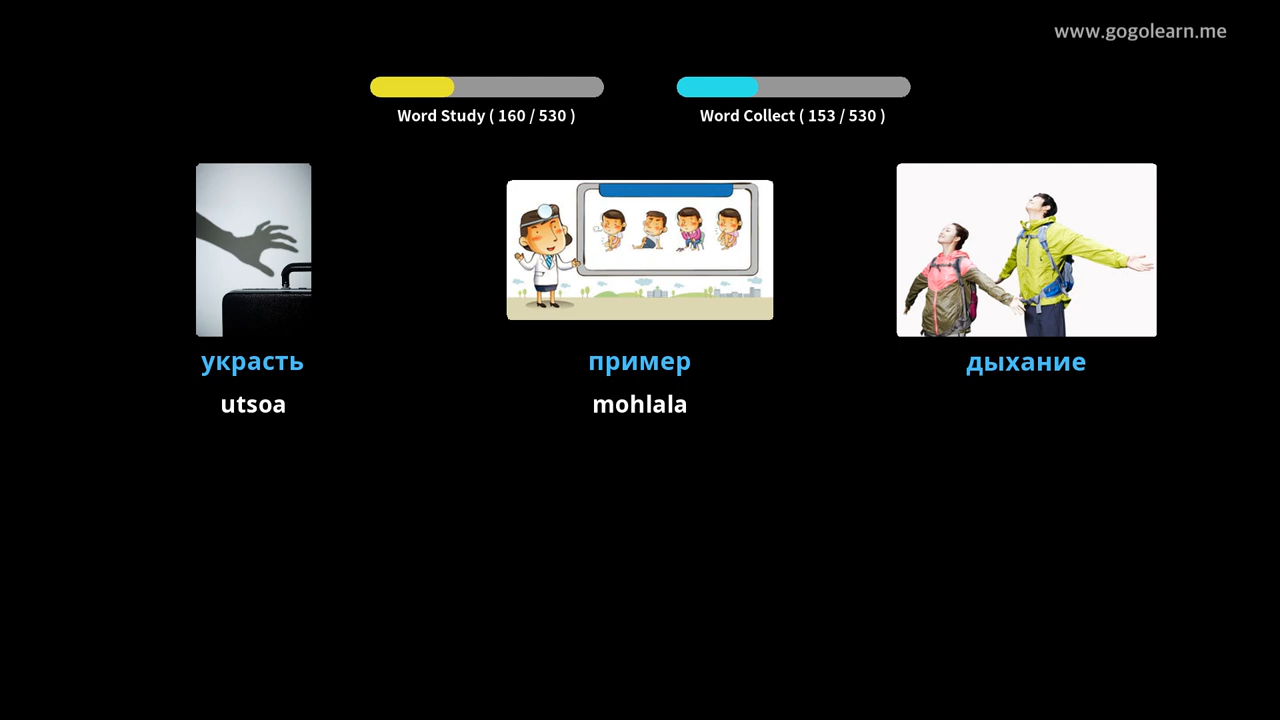 www.gogolearn.me
Word Study ( 160 / 530 )
Word Collect ( 153 / 530 )
украсть
пример
дыхание
utsoa
mohlala